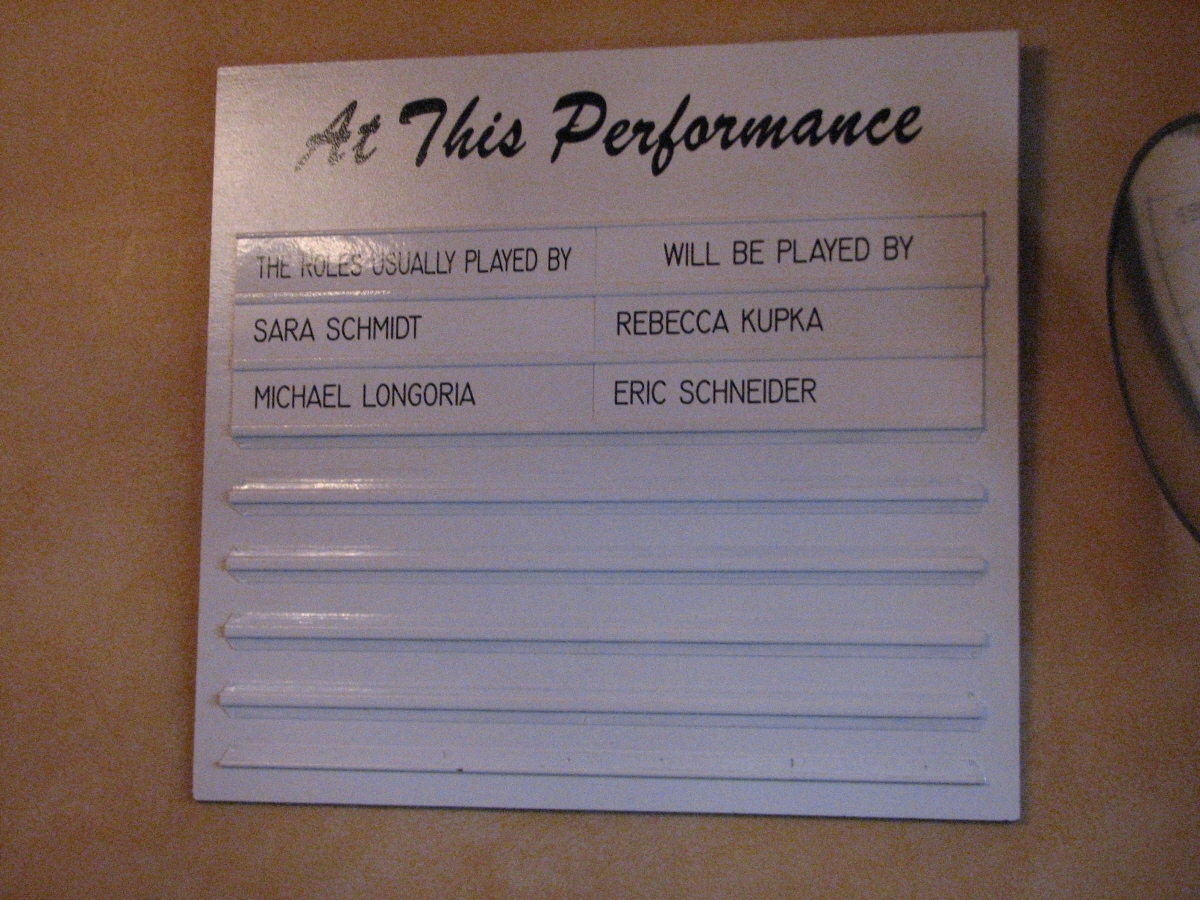 At This Performance
THE ROLES USUALLY PLAYED BY WILL BE PLAYED BY
SARA SCHMIDT REBECCA KUPKA
MICHAEL LONGORIA ERIC SCHNEIDER